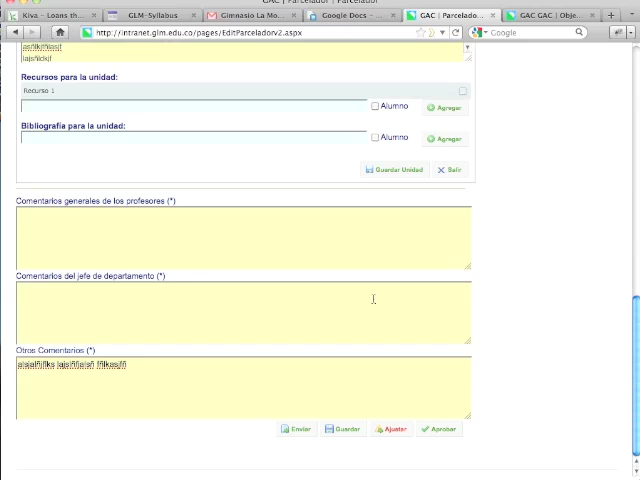 GAC | Parcelador | Parcelador
Kiva - Loans th...
GLM-Syllabus
Gimnasio La Mo...
Google Docs - ...
GAC | Parcelado...
GAC GAC | Obje...
http://intranet.glm.edu.co/pages/EditParceladorv2.aspx
Google
Recursos para la unidad:
Recurso 1
Alumno
Agregar
Bibliografía para la unidad:
Alumno
Agregar
Guardar Unidad
Salir
Comentarios generales de los profesores (*)
Comentarios del jefe de departamento (*)
Otros Comentarios (*)
Enviar
Guardar
Ajustar
Aprobar